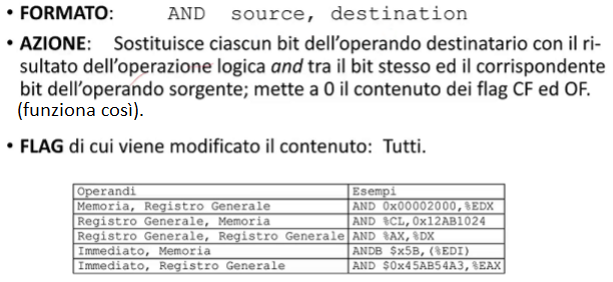 • FORMATO: AND source, destination
• AZIONE: Sostituisce ciascun bit dell'operando destinatario con il ri-
sultato dell'operazione logica and tra il bit stesso ed il corrispondente
bit dell'operando sorgente; mette a 0 il contenuto dei flag CF ed OF.
(funziona così).
• FLAG di cui viene modificato il contenuto: Tutti.
Operandi Esempi
Memoria, Registro Generale AND 0x00002000,%EDX
Registro Generale, Memoria AND %CL,0x12AB1024
Registro Generale, Registro Generale AND %AX,%DX
Immediato, Memoria ANDB $x5B,(%EDI)
Immediato, Registro Generale AND $0x45AB54A3,%EAX